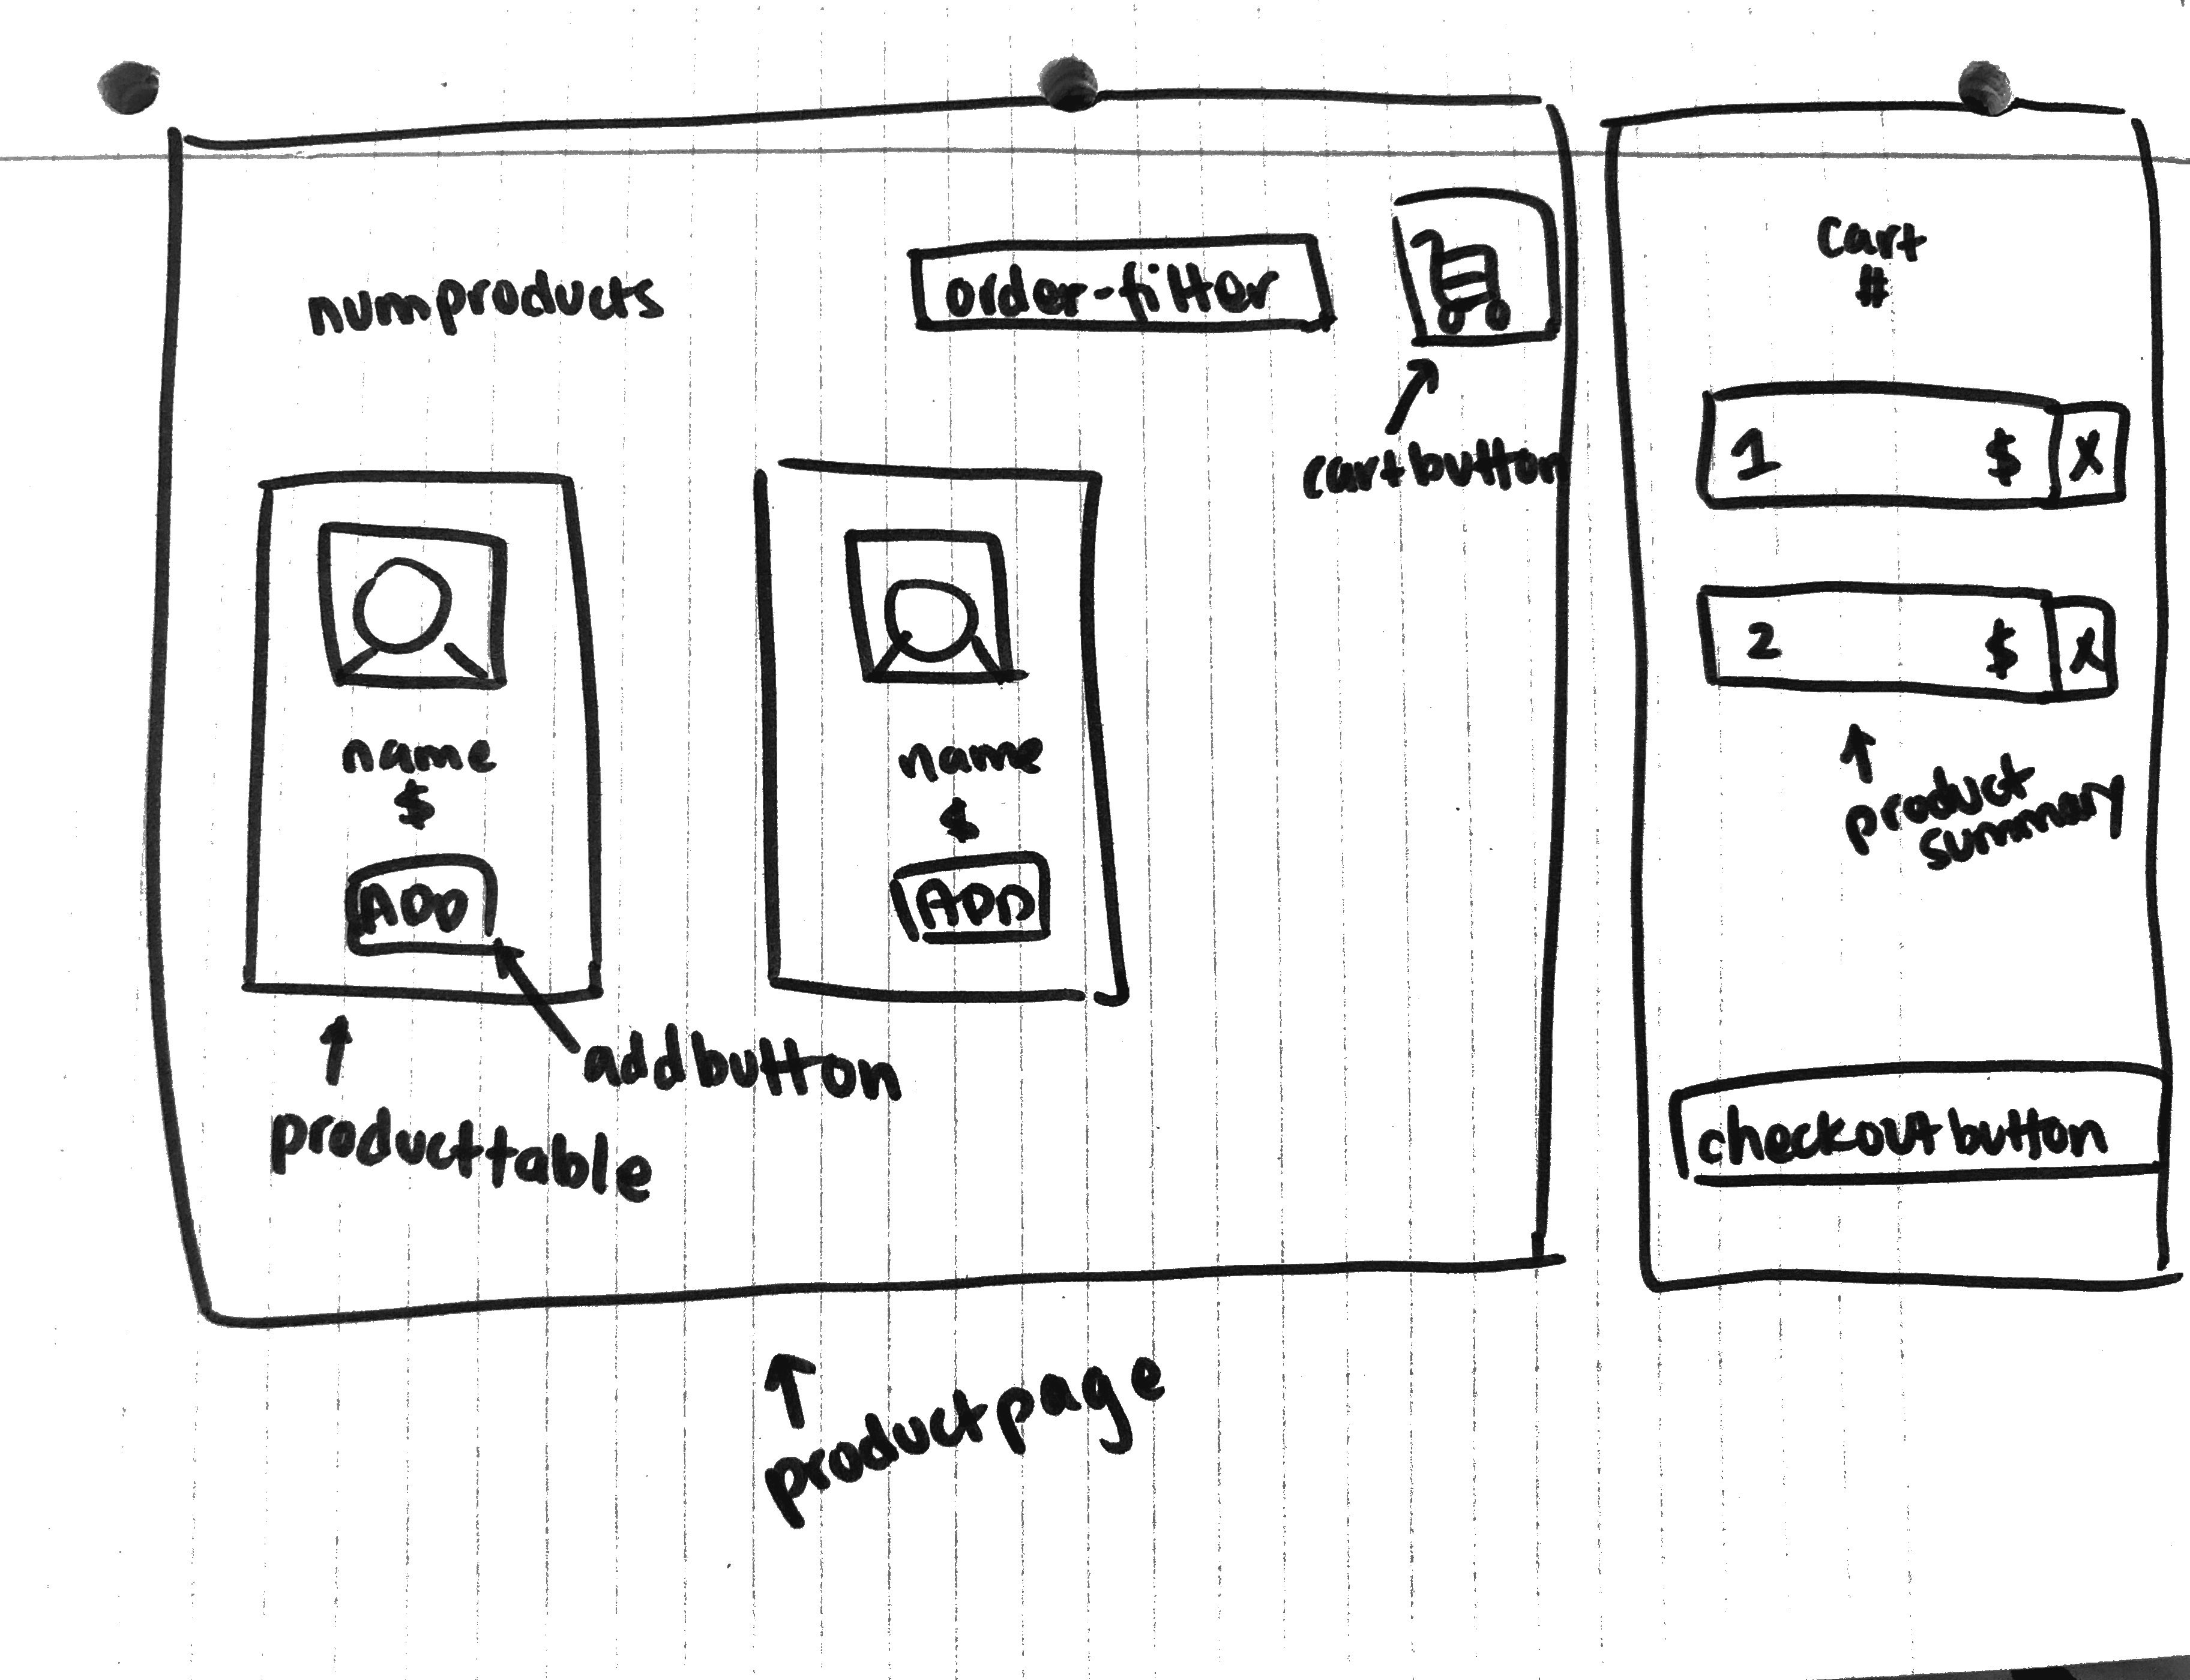 numproducts
order-filter
cartbutton
name
$
ADD
name
$
ADD
addbutton
producttable
productpage
cart
#
1 $ X
2 $ X
product
summary
checkoutbutton